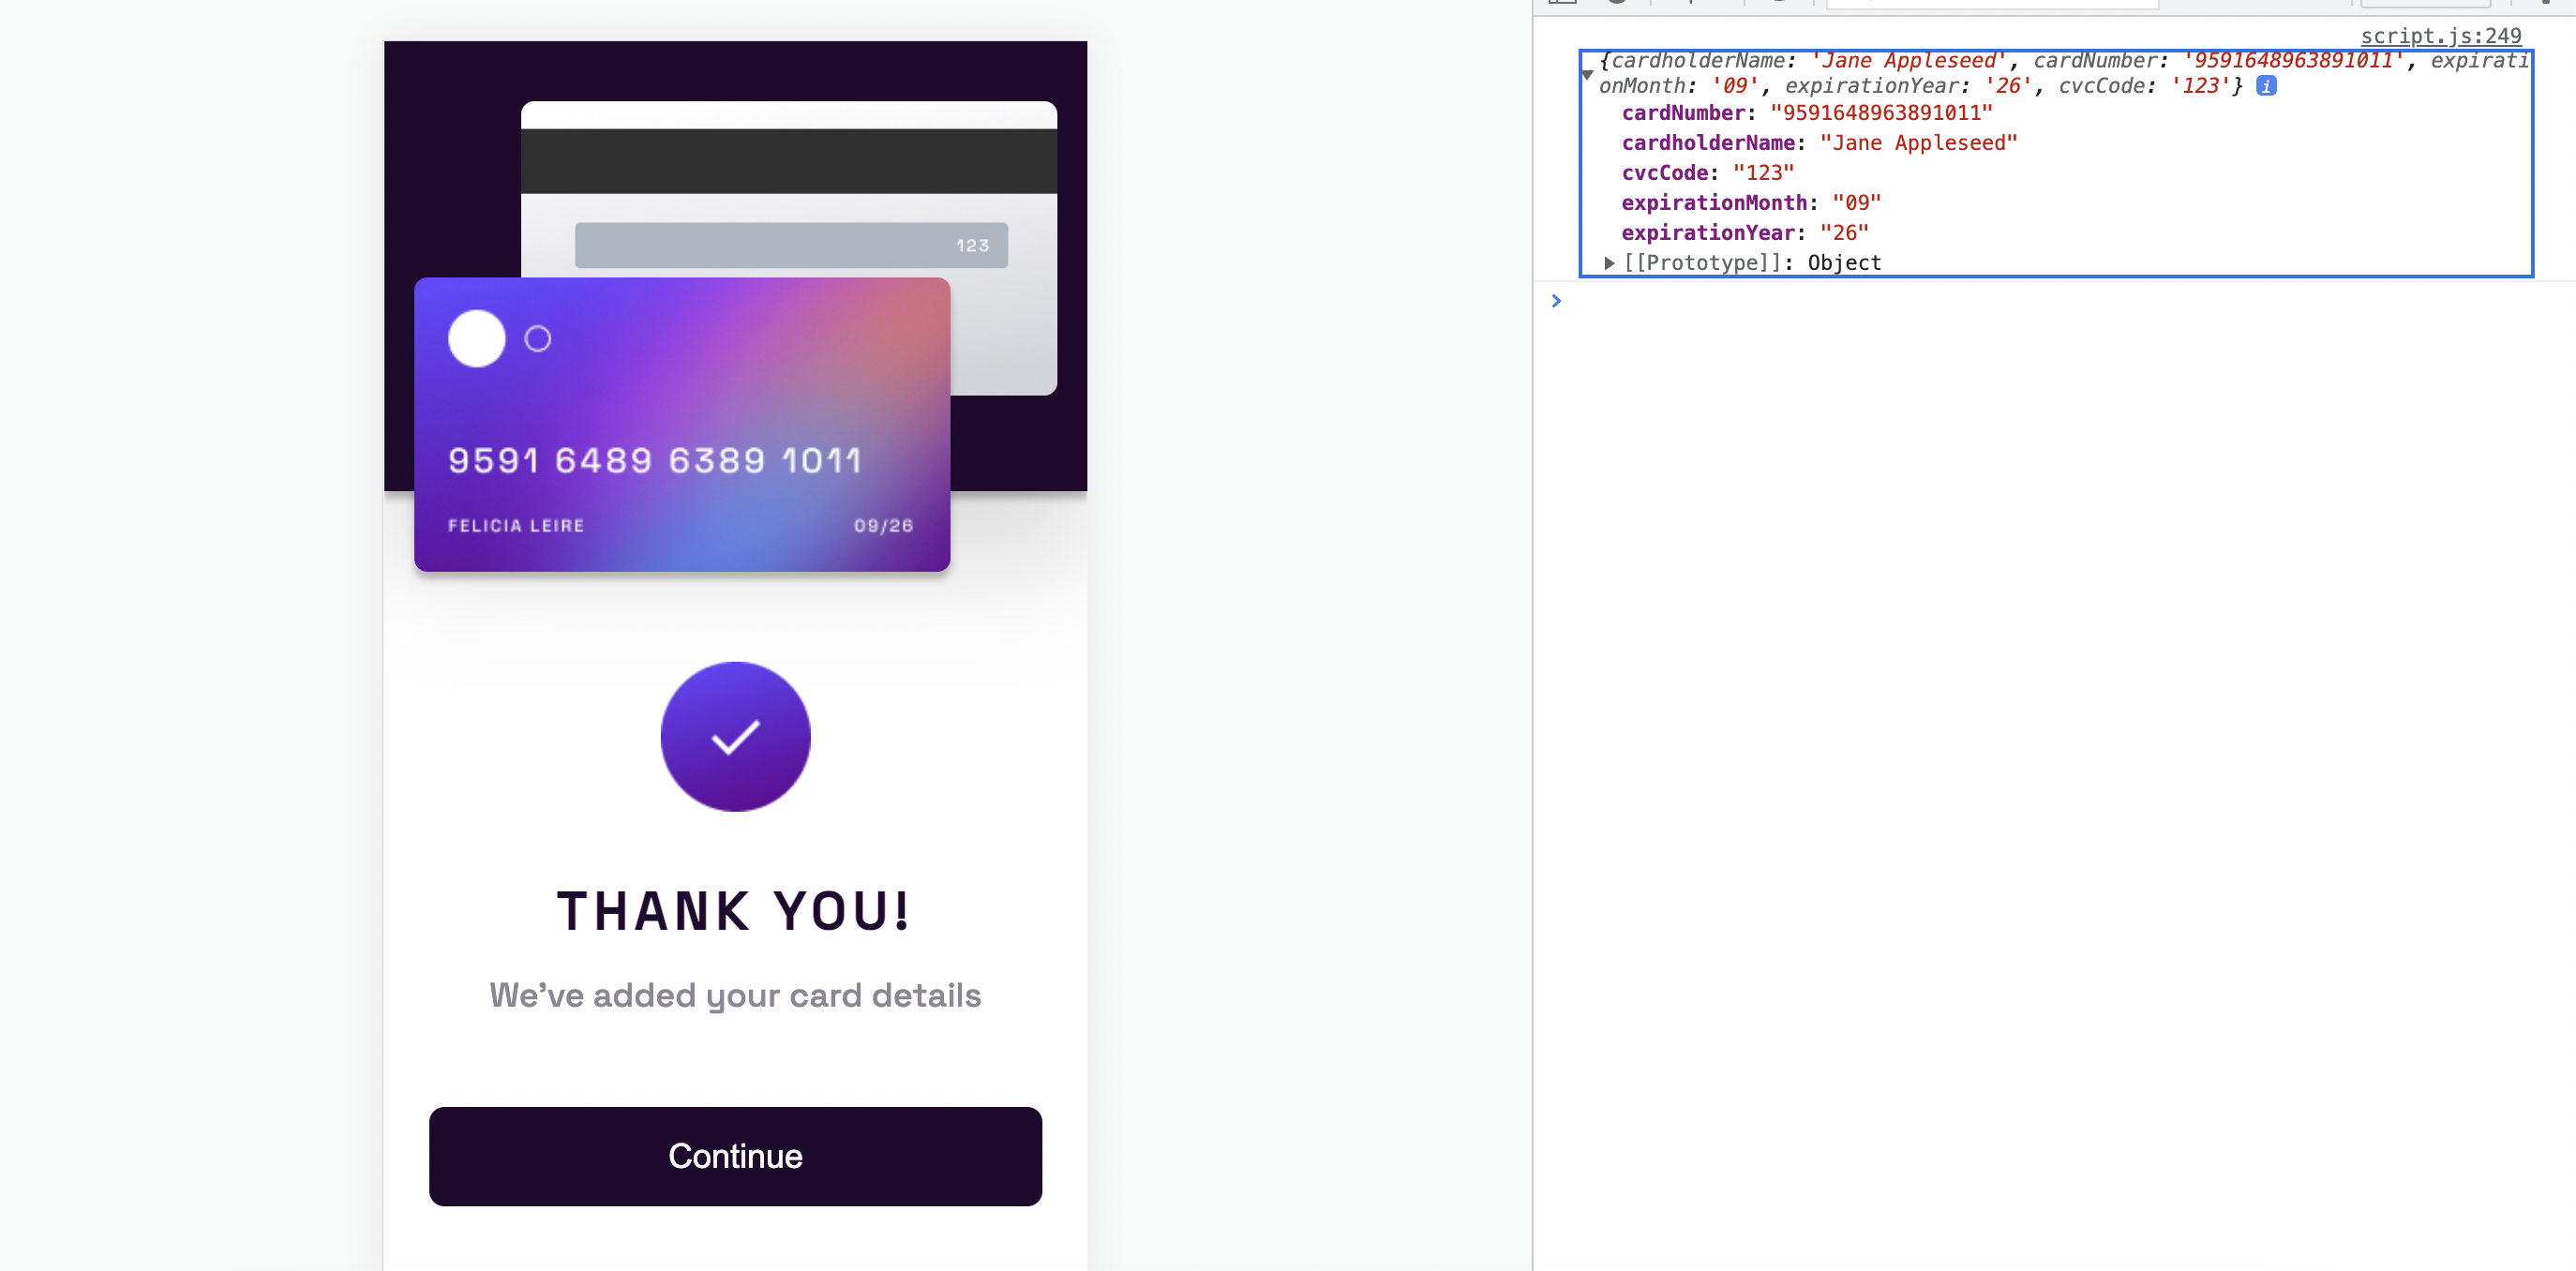 123
9591 6489 6389 1011
FELICIA LEIRE 09/26
THANK YOU!
We've added your card details
Continue
script.js:249
{cardholderName: 'Jane Appleseed', cardNumber: '9591648963891011', expirati
onMonth: '09', expirationYear: '26', cvcCode: '123'} i
cardNumber: "9591648963891011"
cardholderName: "Jane Appleseed"
cvcCode: "123"
expirationMonth: "09"
expirationYear: "26"
[[Prototype]]: Object